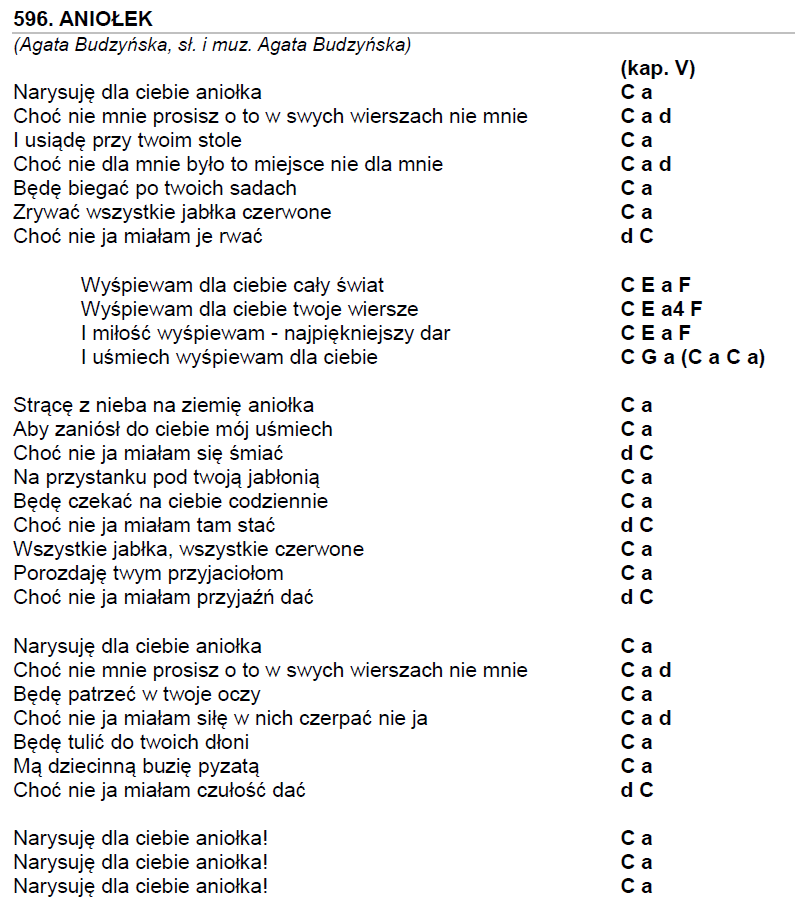 596. ANIOŁEK
(Agata Budzyńska, sł. i muz. Agata Budzyńska)
(kap. V)
Narysuję dla ciebie aniołka C a
Choć nie mnie prosisz o to w swych wierszach nie mnie C a d
I usiądę przy twoim stole C a
Choć nie dla mnie było to miejsce nie dla mnie C a d
Będę biegać po twoich sadach C a
Zrywać wszystkie jabłka czerwone C a
Choć nie ja miałam je rwać d C
Wyśpiewam dla ciebie cały świat C E a F
Wyśpiewam dla ciebie twoje wiersze C E a4 F
I miłość wyśpiewam - najpiękniejszy dar C E a F
I uśmiech wyśpiewam dla ciebie C G a (C a C a)
Strącę z nieba na ziemię aniołka C a
Aby zaniósł do ciebie mój uśmiech C a
Choć nie ja miałam się śmiać d C
Na przystanku pod twoją jabłonią C a
Będę czekać na ciebie codziennie C a
Choć nie ja miałam tam stać d C
Wszystkie jabłka, wszystkie czerwone C a
Porozdaję twym przyjaciołom C a
Choć nie ja miałam przyjaźń dać d C
Narysuję dla ciebie aniołka C a
Choć nie mnie prosisz o to w swych wierszach nie mnie C a d
Będę patrzeć w twoje oczy C a
Choć nie ja miałam siłę w nich czerpać nie ja C a d
Będę tulić do twoich dłoni C a
Mą dziecinną buzię pyzatą C a
Choć nie ja miałam czułość dać d C
Narysuję dla ciebie aniołka! C a
Narysuję dla ciebie aniołka! C a
Narysuję dla ciebie aniołka! C a